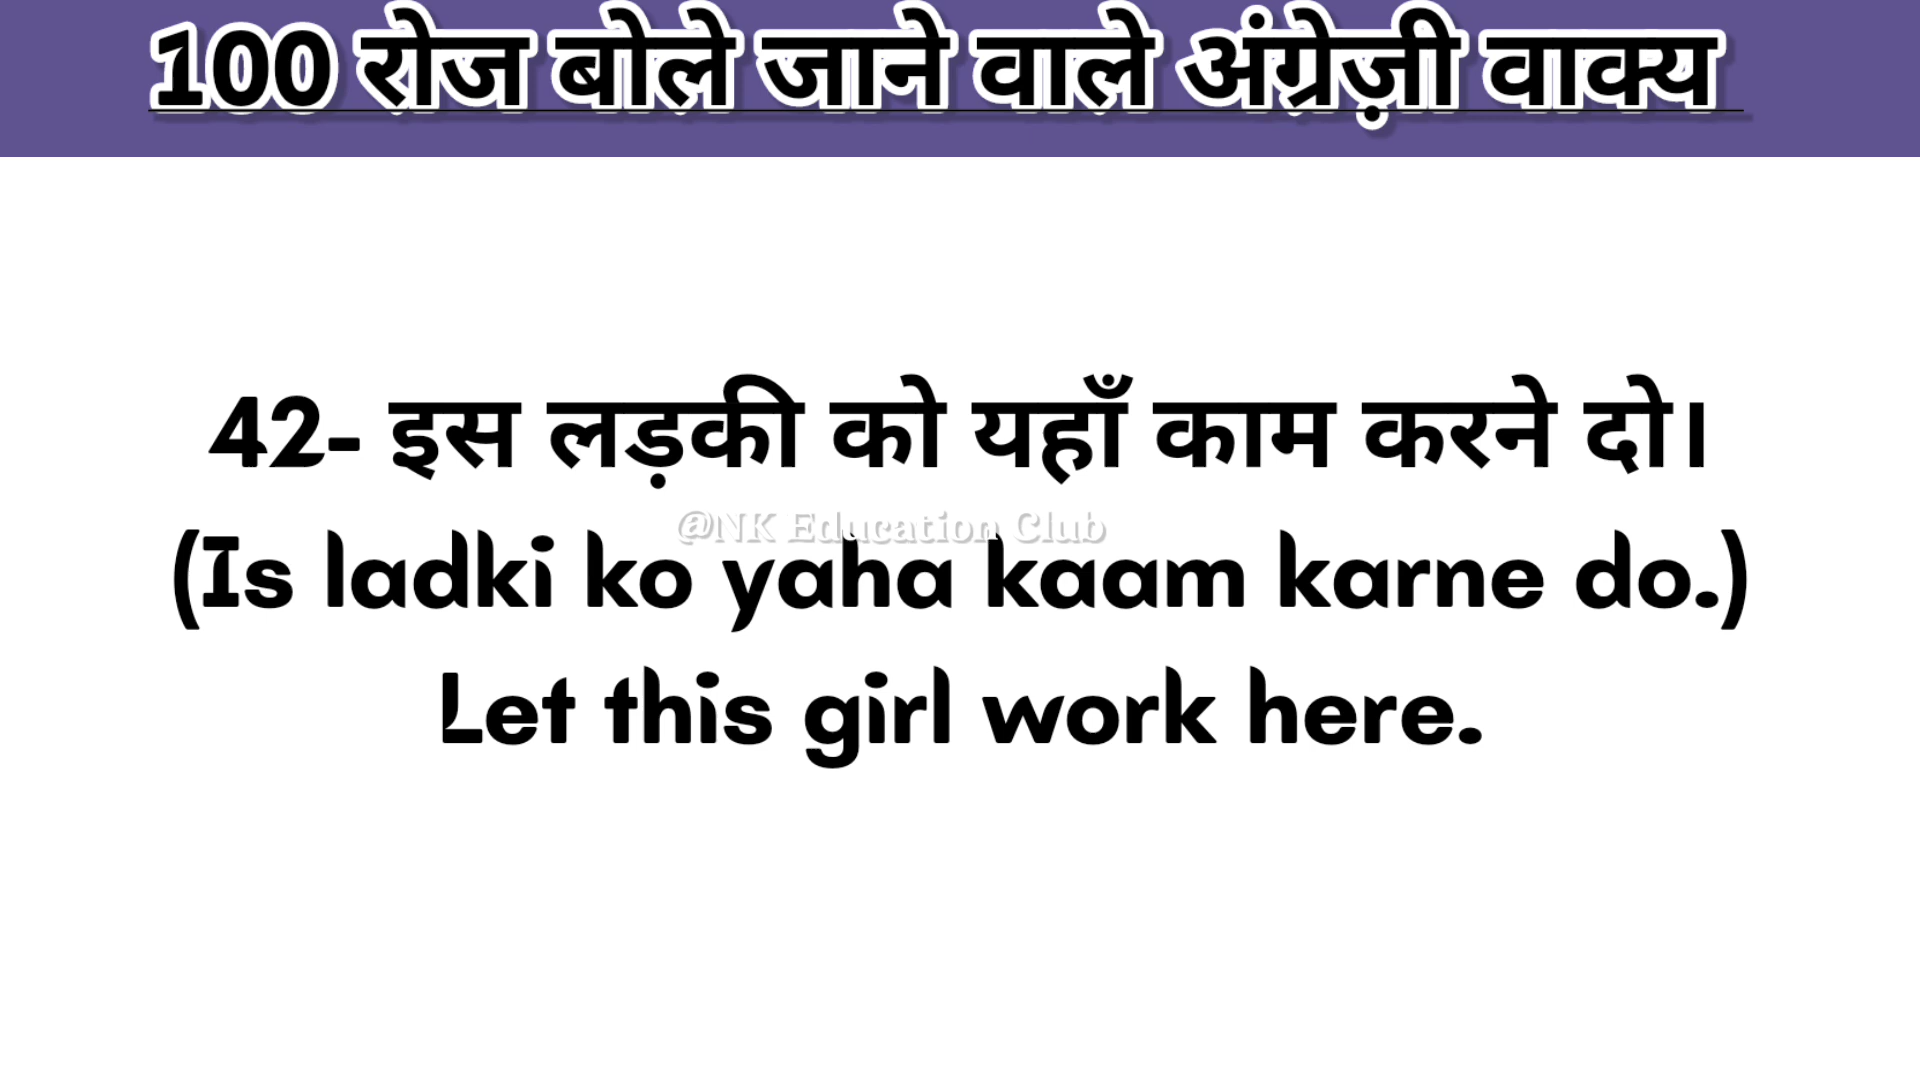 100 रोज बोले जाने वाले अंग्रेज़ी वाक्य
42- इस लड़की को यहाँ काम करने दो।
@NK Education Club
(Is ladki ko yaha kaam karne do.)
Let this girl work here.